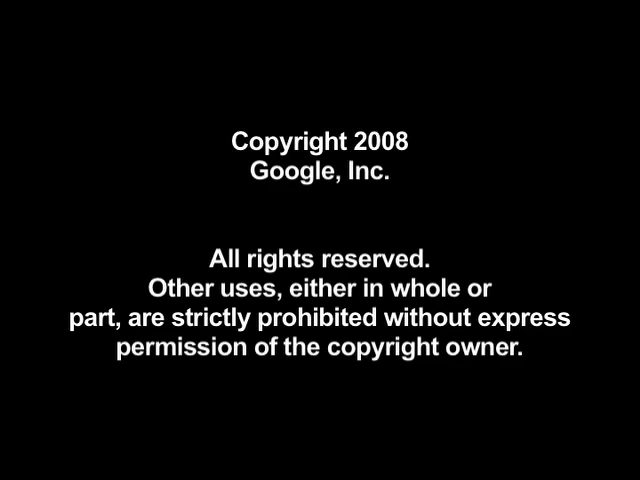 Copyright 2008
Google, Inc.
All rights reserved.
Other uses, either in whole or
part, are strictly prohibited without express
permission of the copyright owner.